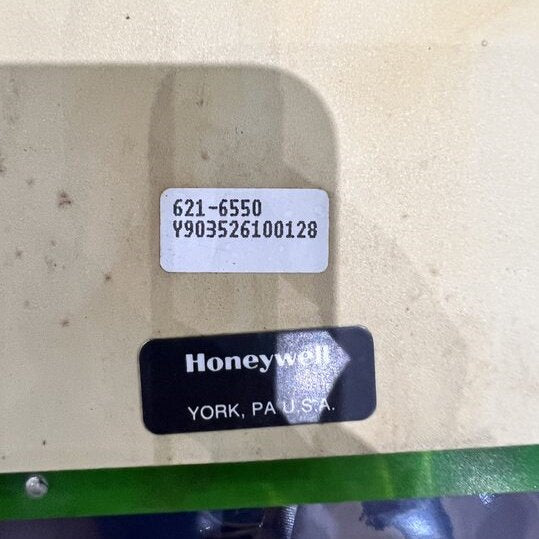 621-6550
Y903526100128
Honeywell
YORK, PA U.S.A.